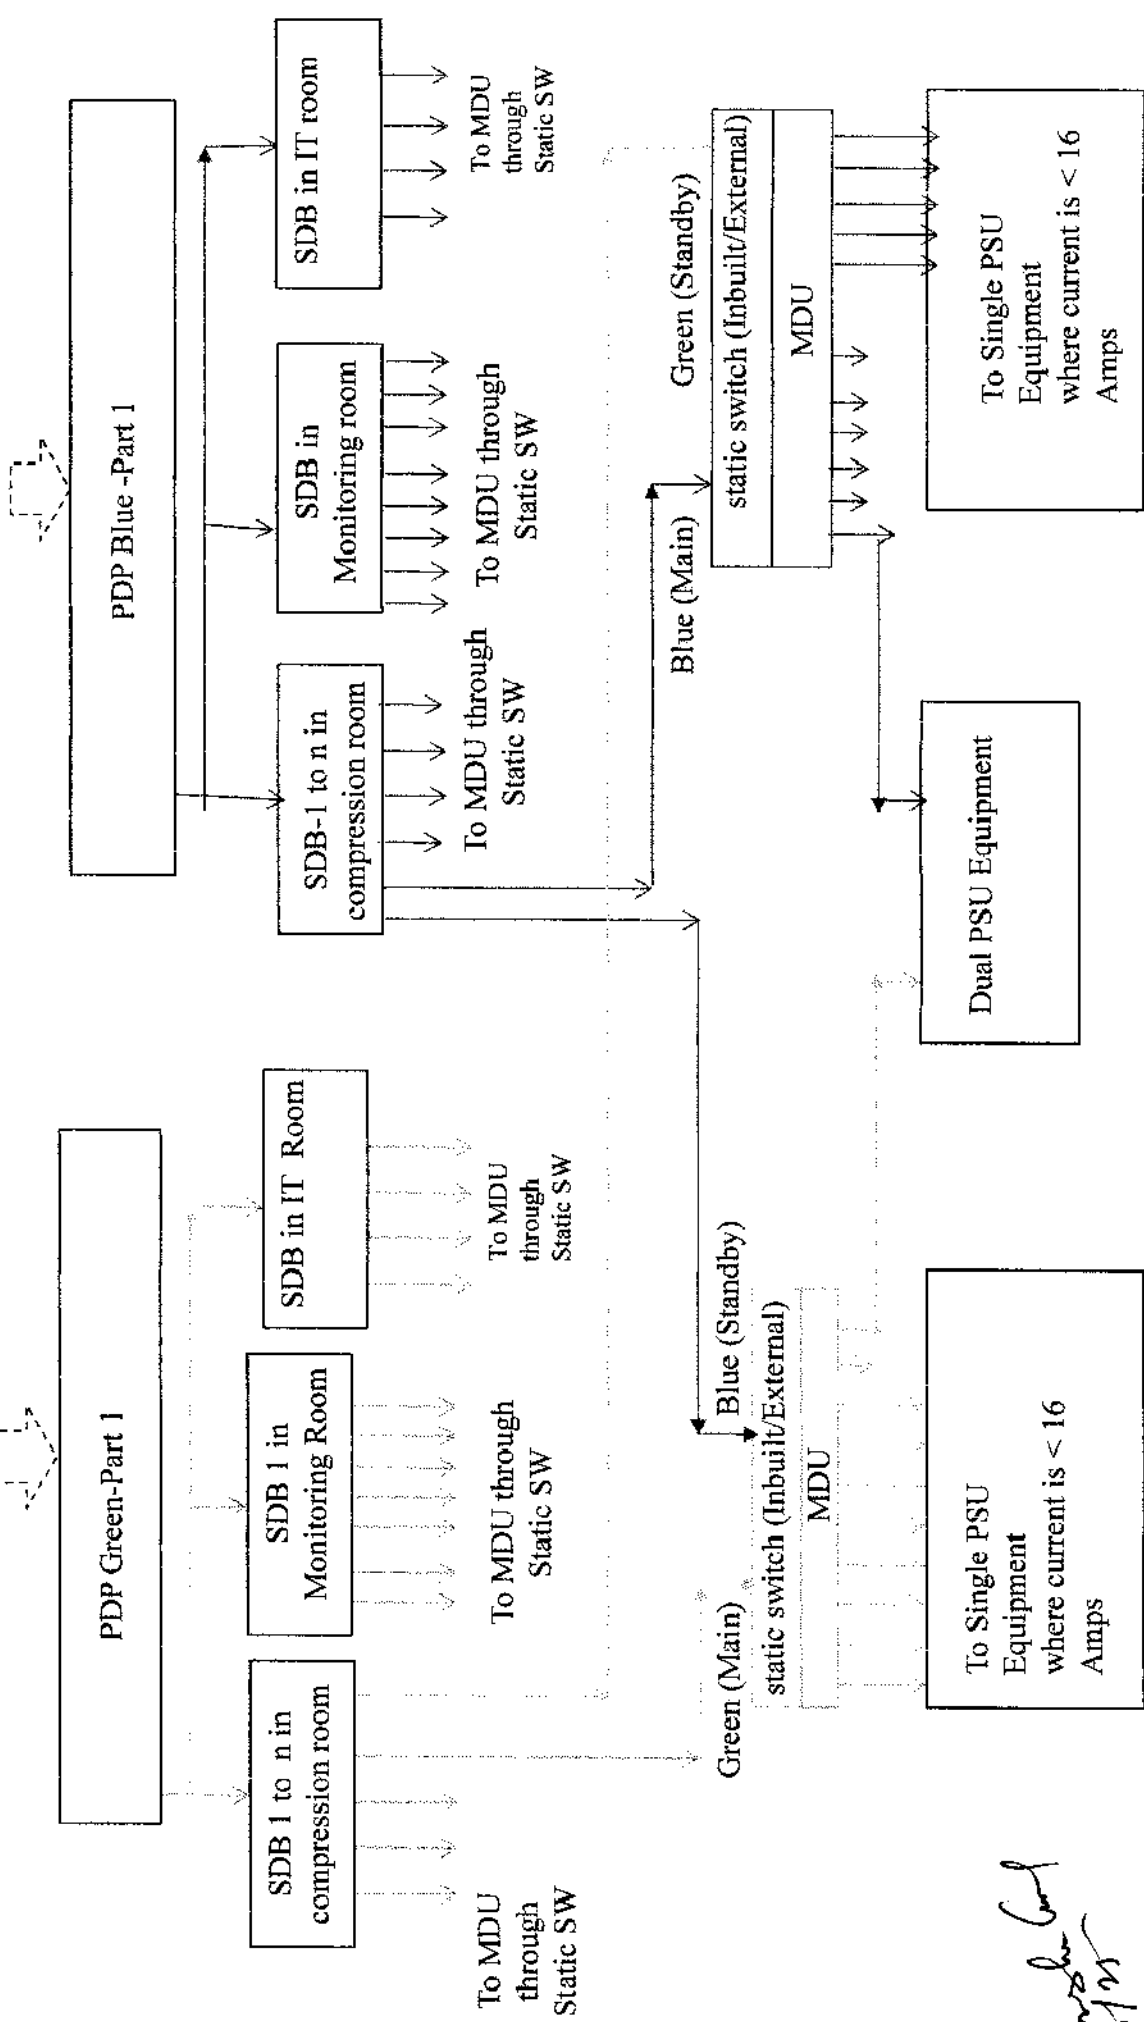 PDP Green-Part 1
PDP Blue -Part 1
SDB 1 to n in
compression room
SDB 1 in
Monitoring Room
SDB in IT Room
SDB-1 to n in
compression room
SDB in
Monitoring room
SDB in IT room
To MDU
through
Static SW
To MDU through
Static SW
To MDU
through
Static SW
To MDU through
Static SW
To MDU through
Static SW
To MDU
through
Static SW
Green (Main)
Blue (Standby)
static switch (Inbuilt/External)
MDU
Blue (Main)
Green (Standby)
static switch (Inbuilt/External)
MDU
To Single PSU
Equipment
where current is < 16
Amps
Dual PSU Equipment
To Single PSU
Equipment
where current is < 16
Amps